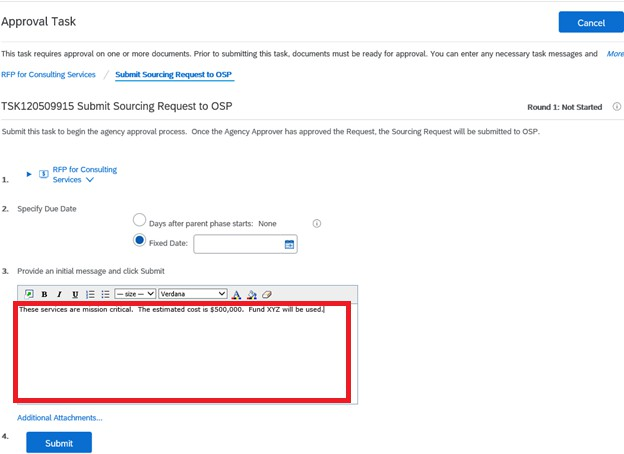 Approval Task
Cancel
This task requires approval on one or more documents. Prior to submitting this task, documents must be ready for approval. You can enter any necessary task messages and More
RFP for Consulting Services / Submit Sourcing Request to OSP
TSK120509915 Submit Sourcing Request to OSP
Round 1: Not Started
Submit this task to begin the agency approval process. Once the Agency Approver has approved the Request, the Sourcing Request will be submitted to OSP.
1.
RFP for Consulting
Services
2. Specify Due Date
Days after parent phase starts: None
Fixed Date:
3. Provide an initial message and click Submit
B I U — size — Verdana A A
These services are mission critical. The estimated cost is $500,000. Fund XYZ will be used.
Additional Attachments...
4.
Submit